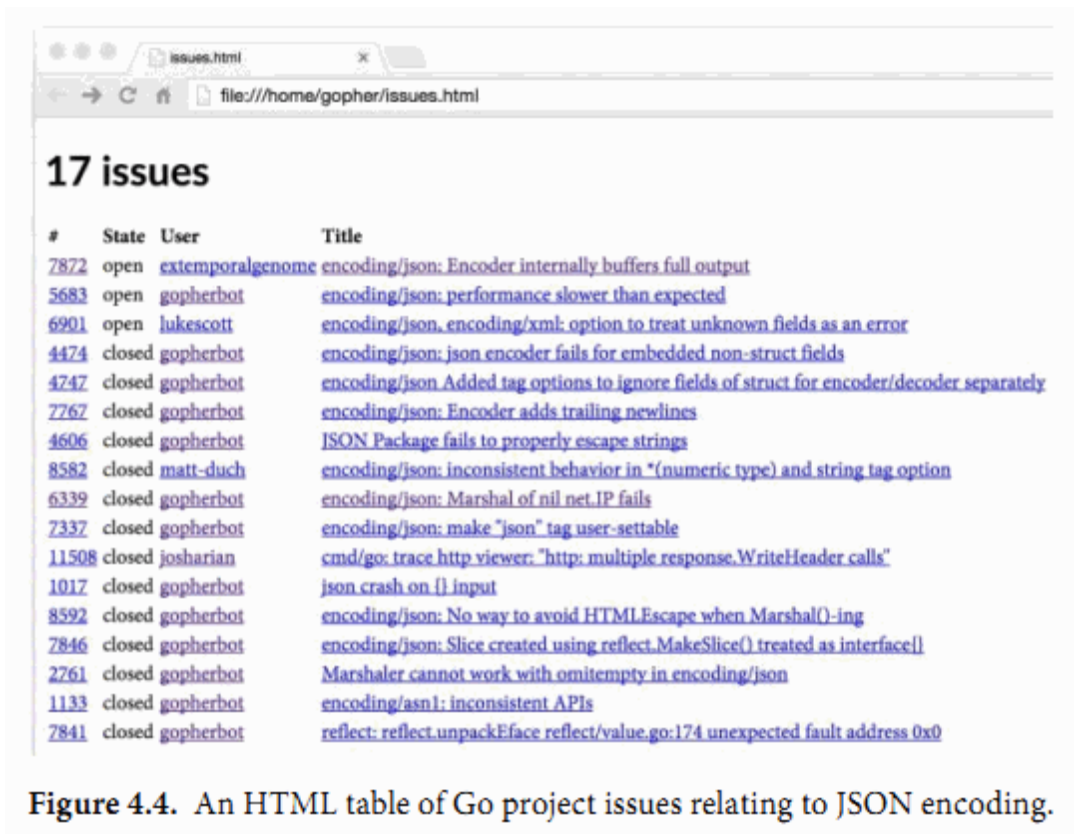 issues.html
file:///home/gopher/issues.html
17 issues
# State User Title
7872 open extemporalgenome encoding/json: Encoder internally buffers full output
5683 open gopherbot encoding/json: performance slower than expected
6901 open lukescott encoding/json, encoding/xml: option to treat unknown fields as an error
4474 closed gopherbot encoding/json: json encoder fails for embedded non-struct fields
4747 closed gopherbot encoding/json Added tag options to ignore fields of struct for encoder/decoder separately
7767 closed gopherbot encoding/json: Encoder adds trailing newlines
4606 closed gopherbot JSON Package fails to properly escape strings
8582 closed matt-duch encoding/json: inconsistent behavior in *(numeric type) and string tag option
6339 closed gopherbot encoding/json: Marshal of nil net.IP fails
7337 closed gopherbot encoding/json: make "json" tag user-settable
11508 closed josharian cmd/go: trace http viewer: "http: multiple response.WriteHeader calls"
1017 closed gopherbot json crash on {} input
8592 closed gopherbot encoding/json: No way to avoid HTMLEscape when Marshal()-ing
7846 closed gopherbot encoding/json: Slice created using reflect.MakeSlice() treated as interface{}
2761 closed gopherbot Marshaler cannot work with omitempty in encoding/json
1133 closed gopherbot encoding/asn1: inconsistent APIs
7841 closed gopherbot reflect: reflect.unpackEface reflect/value.go:174 unexpected fault address 0x0
Figure 4.4. An HTML table of Go project issues relating to JSON encoding.